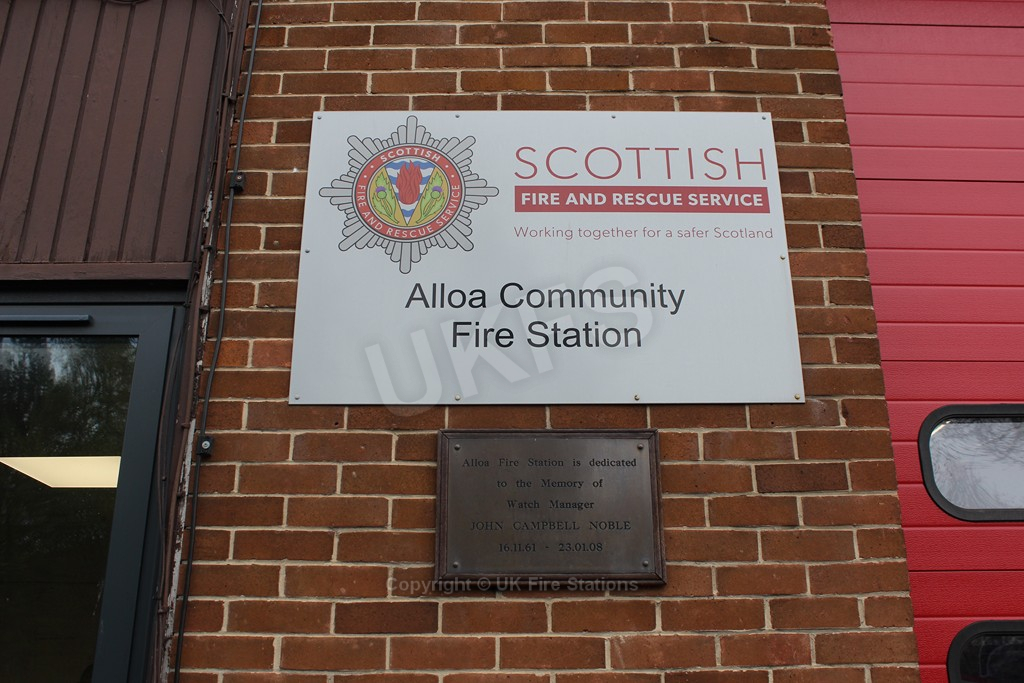 SCOTTISH
FIRE AND RESCUE SERVICE
SCOTTISH
FIRE AND RESCUE SERVICE
Working together for a safer Scotland
Alloa Community
Fire Station
UKFS
Alloa Fire Station is dedicated
to the Memory of
Watch Manager
JOHN CAMPBELL NOBLE
16.11.61 • 23.01.08
Copyright © UK Fire Stations